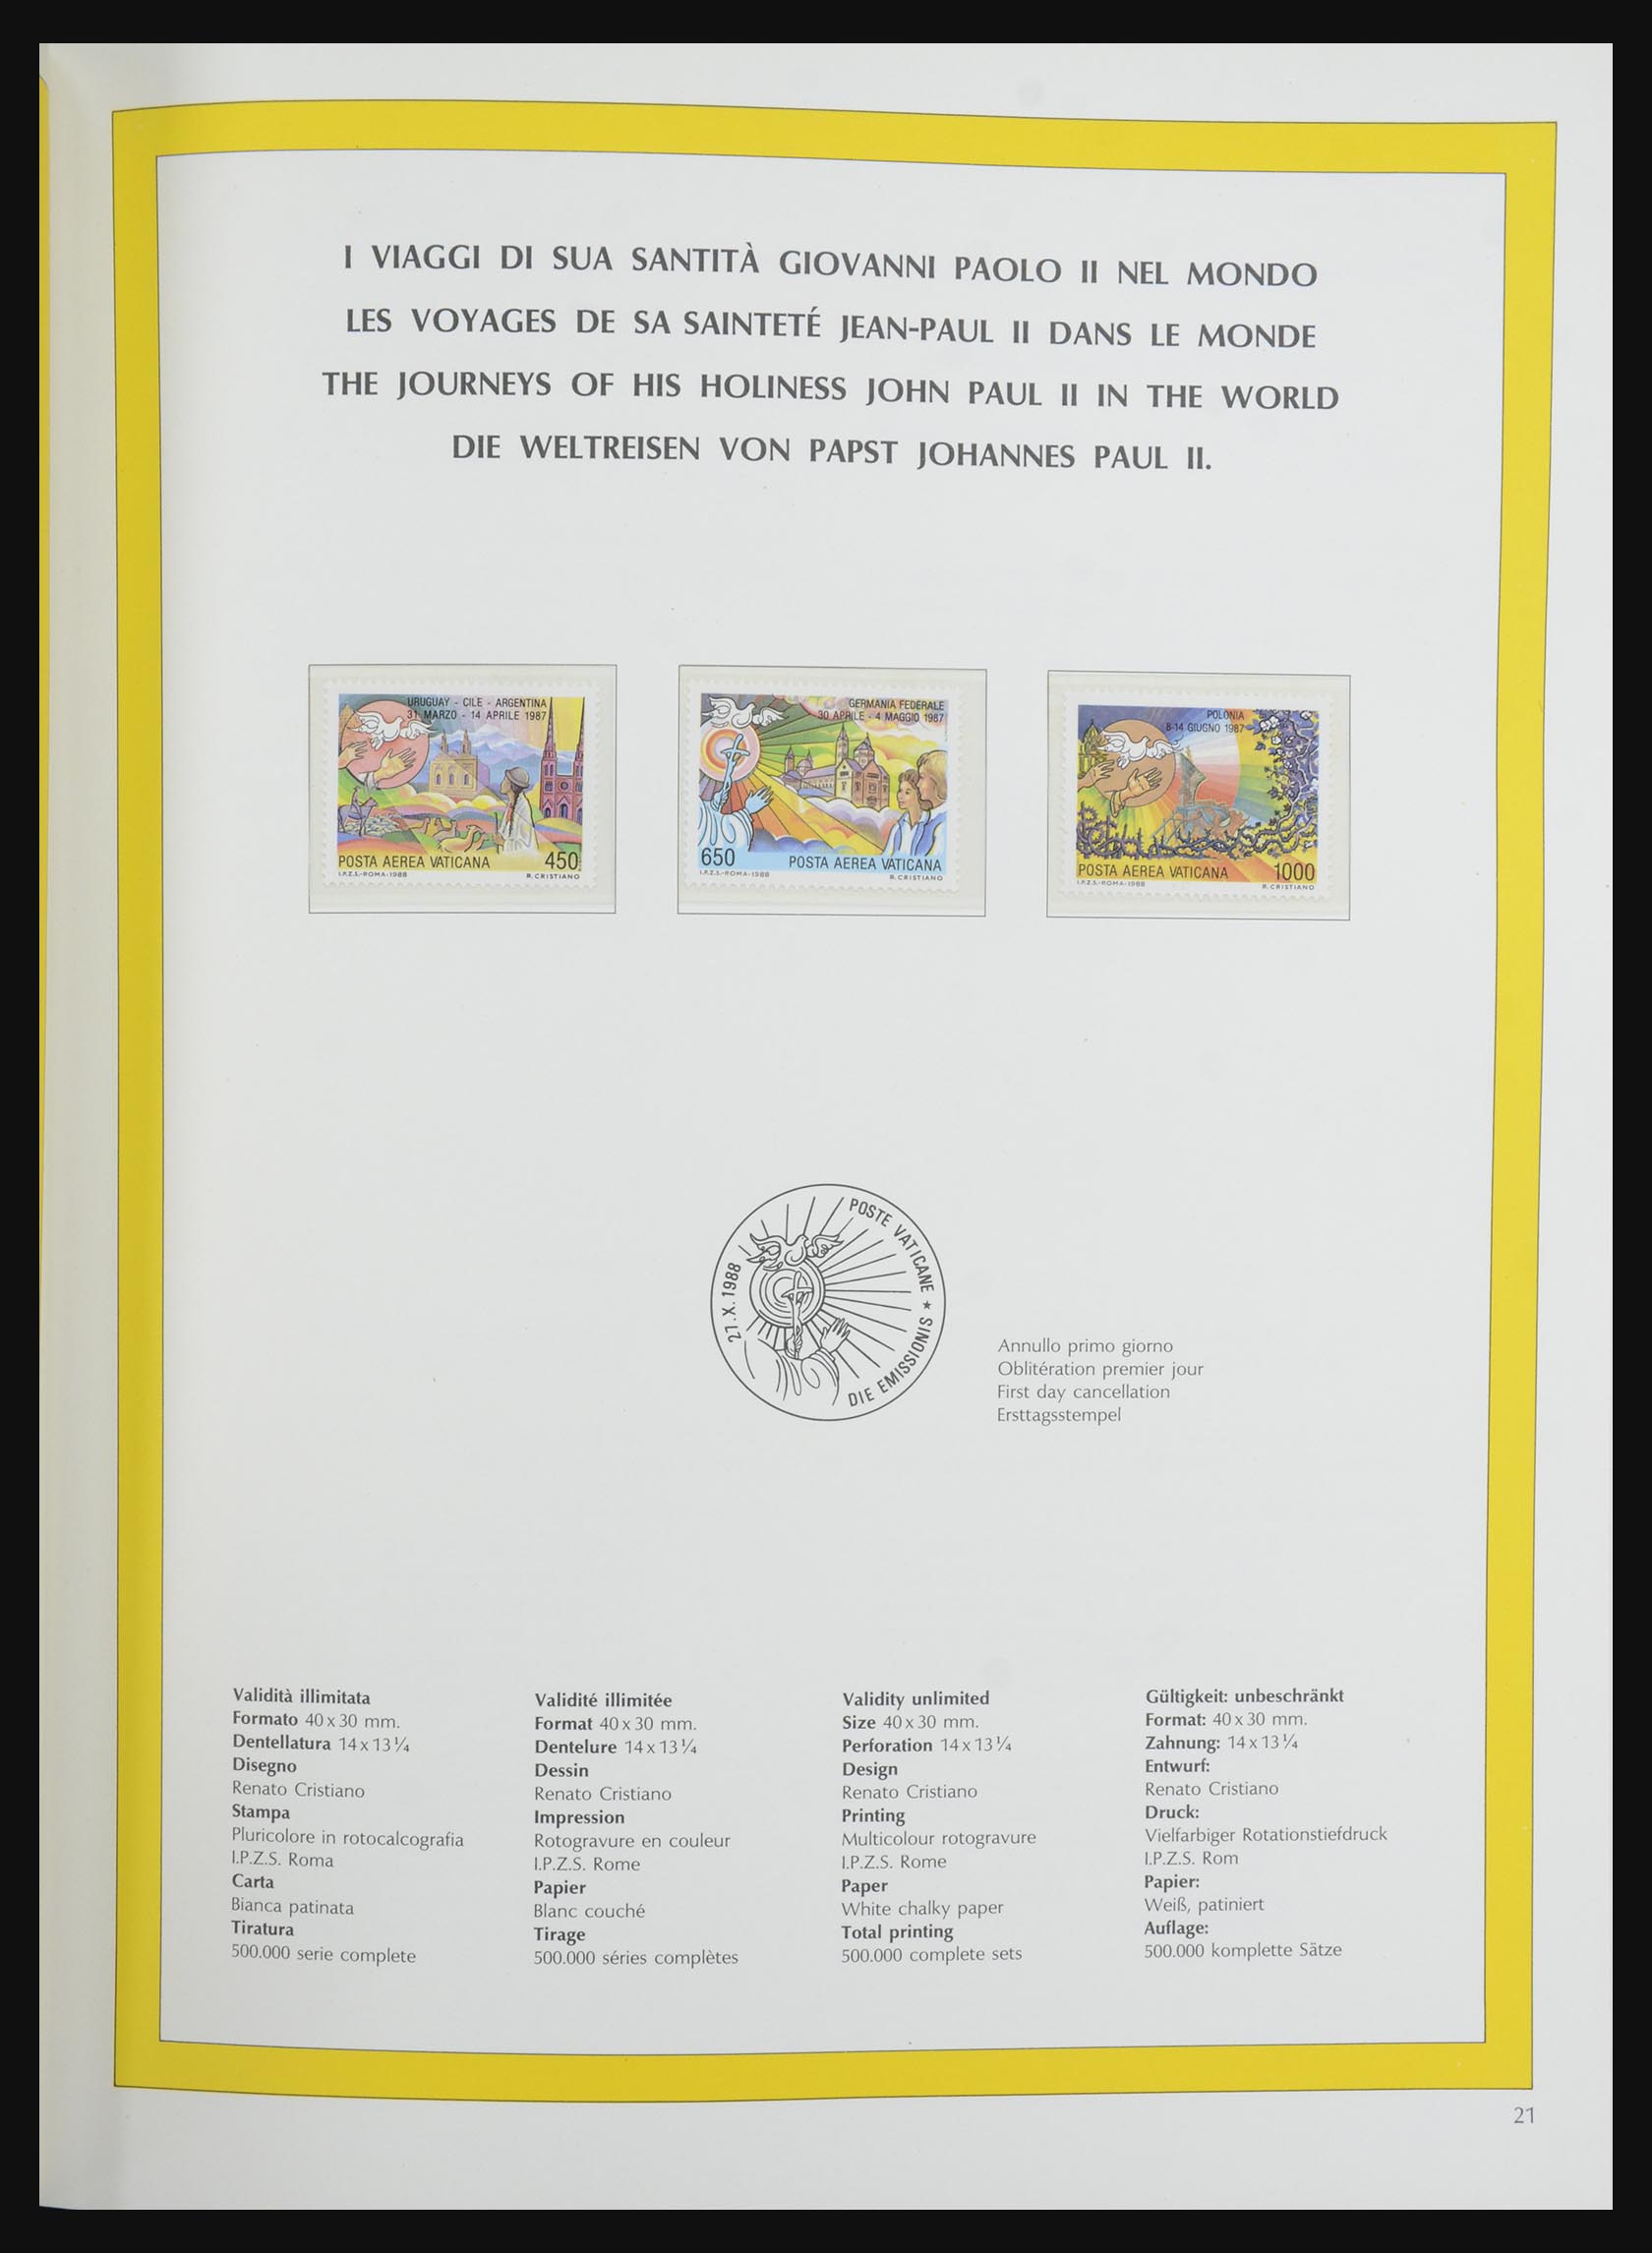 I VIAGGI DI SUA SANTITÀ GIOVANNI PAOLO II NEL MONDO
LES VOYAGES DE SA SAINTETÉ JEAN-PAUL II DANS LE MONDE
THE JOURNEYS OF HIS HOLINESS JOHN PAUL II IN THE WORLD
DIE WELTREISEN VON PAPST JOHANNES PAUL II.
URUGUAY - CILE - ARGENTINA
31 MARZO - 14 APRILE 1987
POSTA AEREA VATICANA 450
I.P.Z.S.-ROMA-1988 R. CRISTIANO
GERMANIA FEDERALE
30 APRILE - 4 MAGGIO 1987
650 POSTA AEREA VATICANA
I.P.Z.S.-ROMA-1988 R. CRISTIANO
POLONIA
8-14 GIUGNO 1987
POSTA AEREA VATICANA 1000
I.P.Z.S.-ROMA-1988 R. CRISTIANO
27.X.1988
POSTE VATICANE ★ DIE EMISSIONIS
Annullo primo giorno
Oblitération premier jour
First day cancellation
Ersttagsstempel
Validità illimitata
Formato 40 x 30 mm.
Dentellatura 14 x 13 ¼
Disegno
Renato Cristiano
Stampa
Pluricolore in rotocalcografia
I.P.Z.S. Roma
Carta
Bianca patinata
Tiratura
500.000 serie complete
Validité illimitée
Format 40 x 30 mm.
Dentelure 14 x 13 ¼
Dessin
Renato Cristiano
Impression
Rotogravure en couleur
I.P.Z.S. Rome
Papier
Blanc couché
Tirage
500.000 séries complètes
Validity unlimited
Size 40 x 30 mm.
Perforation 14 x 13 ¼
Design
Renato Cristiano
Printing
Multicolour rotogravure
I.P.Z.S. Rome
Paper
White chalky paper
Total printing
500.000 complete sets
Gültigkeit: unbeschränkt
Format: 40 x 30 mm.
Zahnung: 14 x 13 ¼
Entwurf:
Renato Cristiano
Druck:
Vielfarbiger Rotationstiefdruck
I.P.Z.S. Rom
Papier:
Weiß, patiniert
Auflage:
500.000 komplette Sätze
21